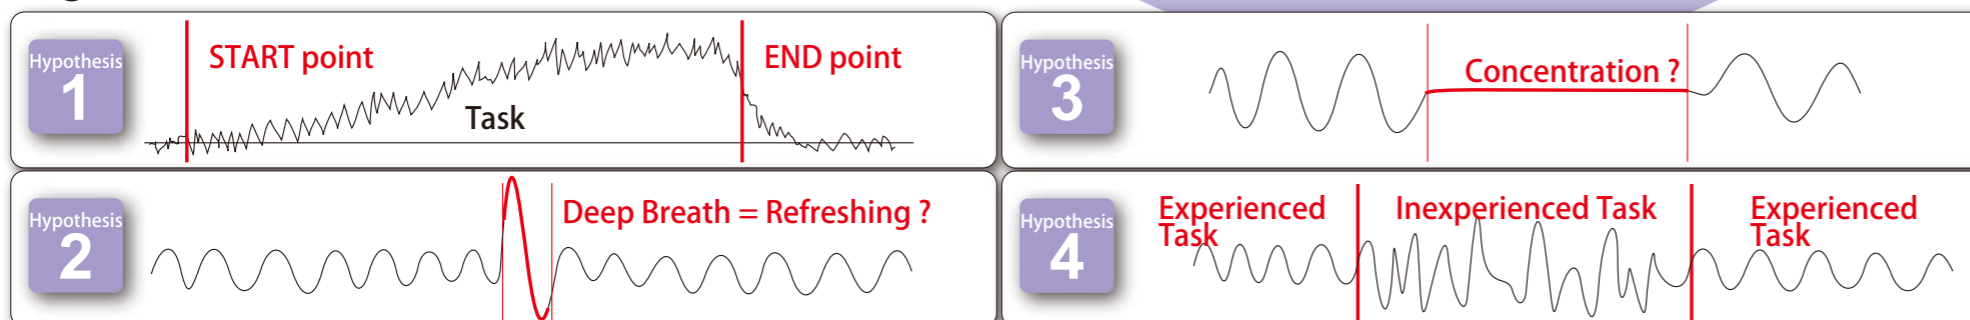 Hypothesis
1
START point
Task
END point
Hypothesis
2
Deep Breath = Refreshing ?
Hypothesis
3
Concentration ?
Hypothesis
4
Experienced
Task
Inexperienced Task
Experienced
Task